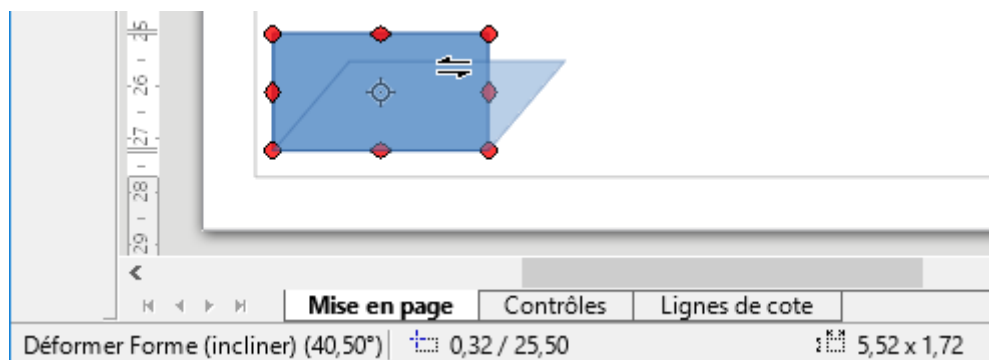 25
26
27
28
29
Mise en page Contrôles Lignes de cote
Déformer Forme (incliner) (40,50°) 0,32 / 25,50 5,52 x 1,72